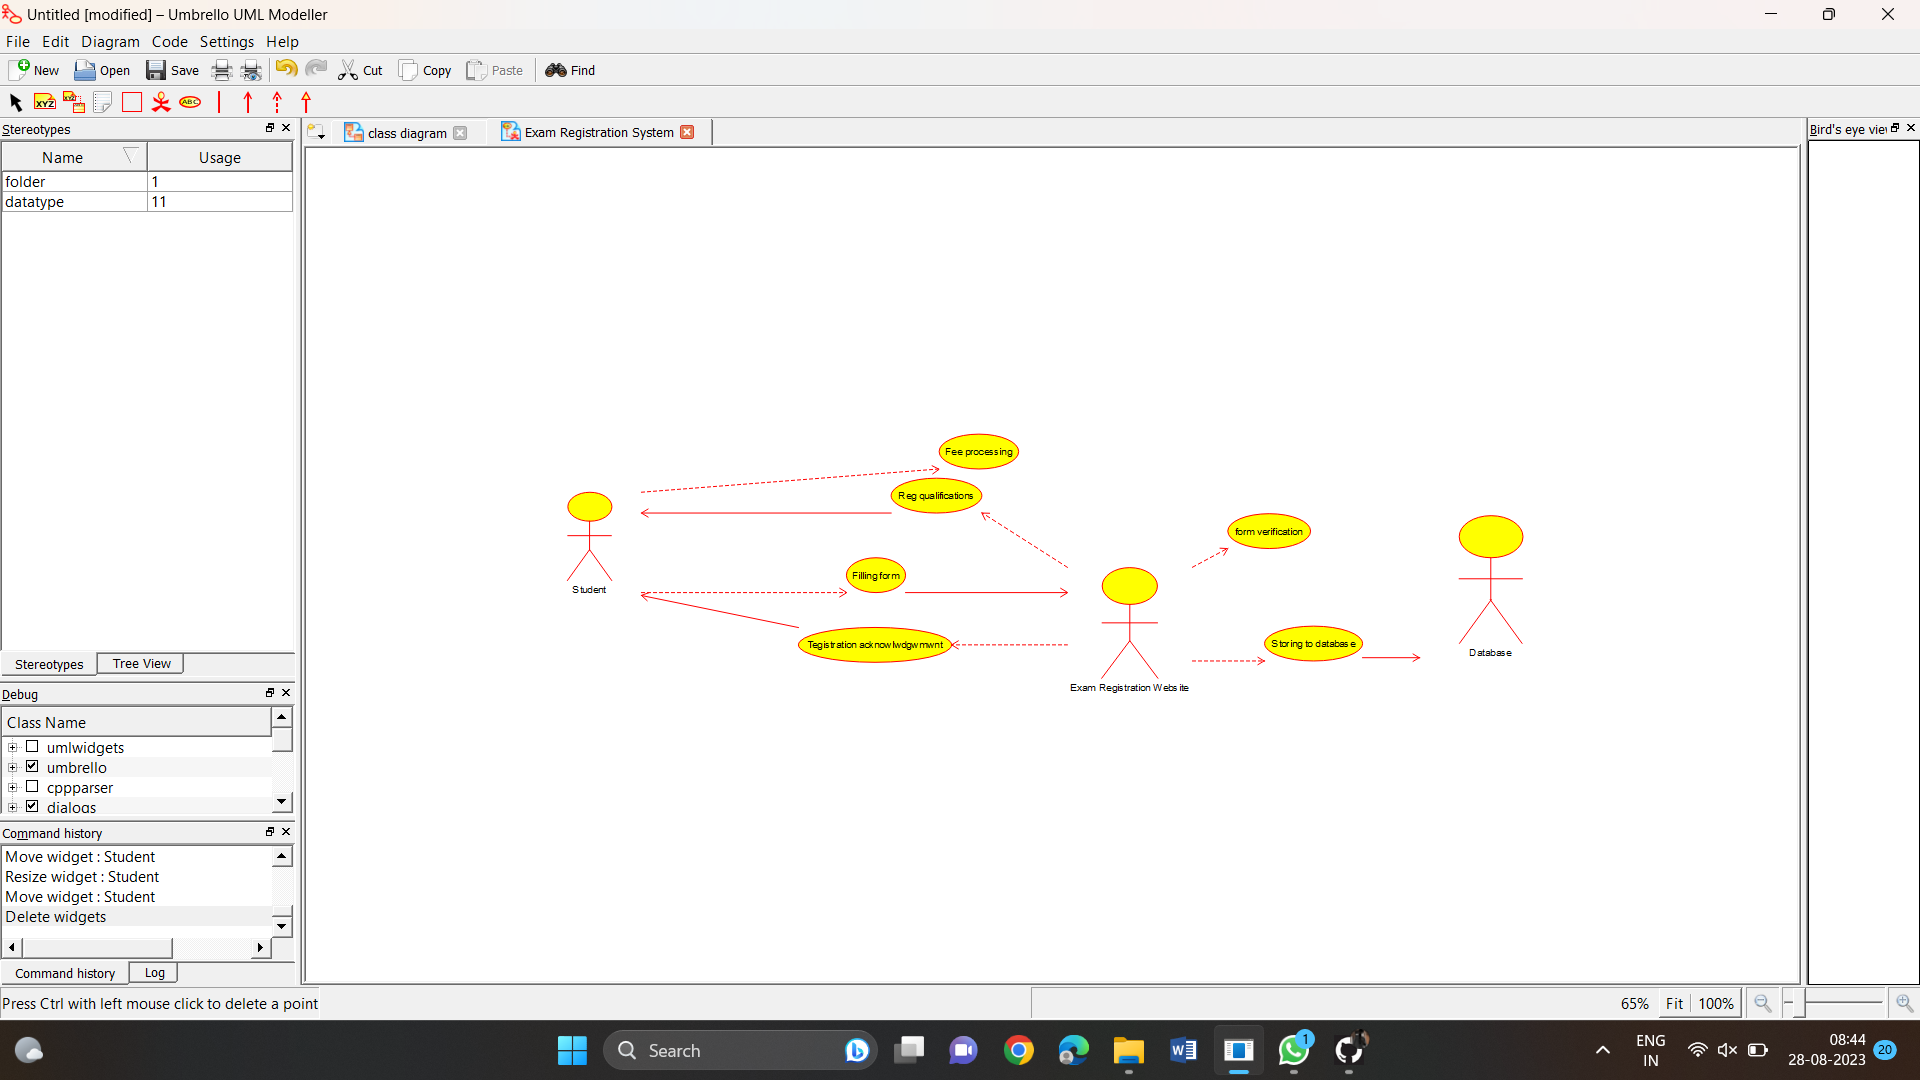 Untitled [modified] – Umbrello UML Modeller
File Edit Diagram Code Settings Help
New Open Save Cut Copy Paste Find
XYZ XYZ ABC
Stereotypes
Name Usage
folder 1
datatype 11
Stereotypes Tree View
Debug
Class Name
umlwidgets
umbrello
cppparser
dialogs
Command history
Move widget : Student
Resize widget : Student
Move widget : Student
Delete widgets
Command history Log
class diagram Exam Registration System
Bird's eye view
Fee processing
Reg qualifications
form verification
Filling form
Student
Tegistration acknowlwdgwmwnt
Storing to database
Database
Exam Registration Website
Press Ctrl with left mouse click to delete a point
65% Fit 100%
Search
1
ENG
IN
08:44
28-08-2023
20